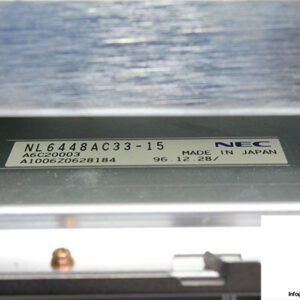 NL6448AC33-15 NEC
A6C20003 MADE IN JAPAN
A1006Z0628184 96.12.28/